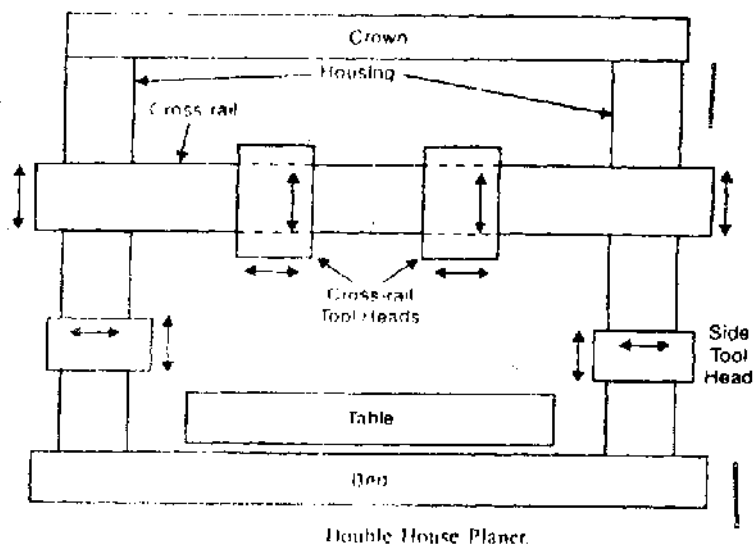 Crown
Housing
Cross-rail
Cross-rail
Tool Heads
Side
Tool
Head
Table
Bed
Double House Planer.